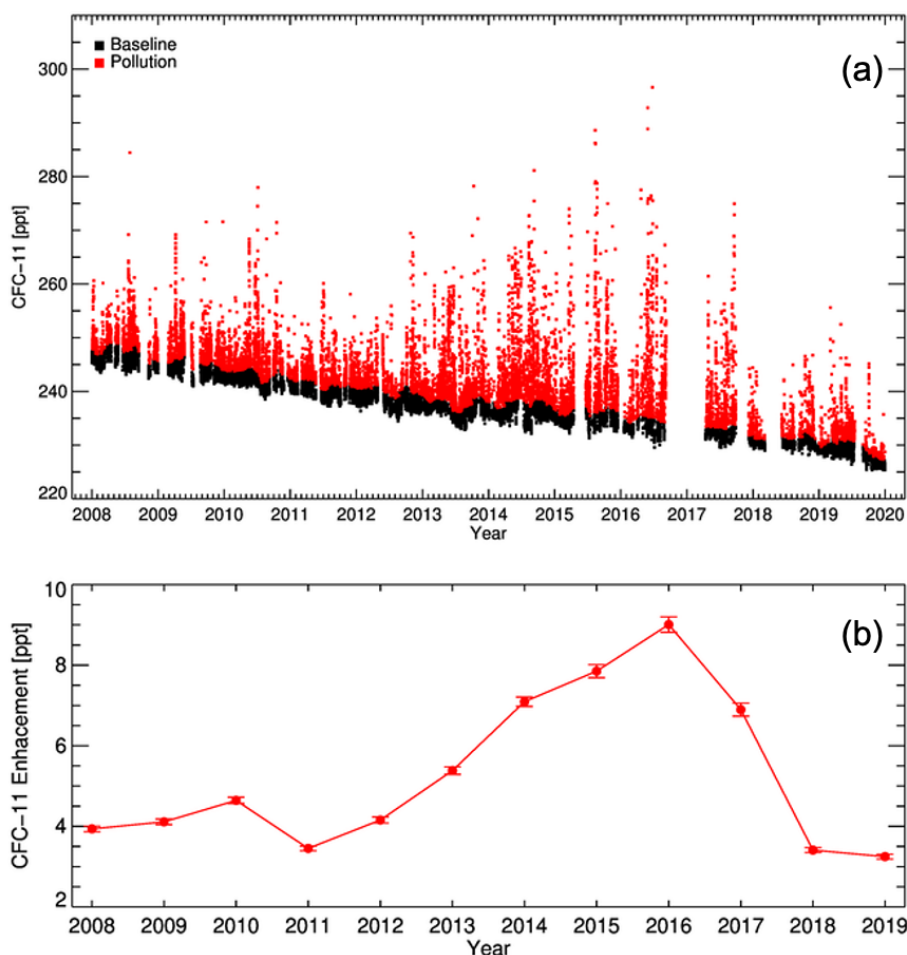 (a)
Baseline
Pollution
300
280
260
240
220
CFC-11 [ppt]
2008 2009 2010 2011 2012 2013 2014 2015 2016 2017 2018 2019 2020
Year
(b)
10
8
6
4
2
CFC-11 Enhacement [ppt]
2008 2009 2010 2011 2012 2013 2014 2015 2016 2017 2018 2019
Year